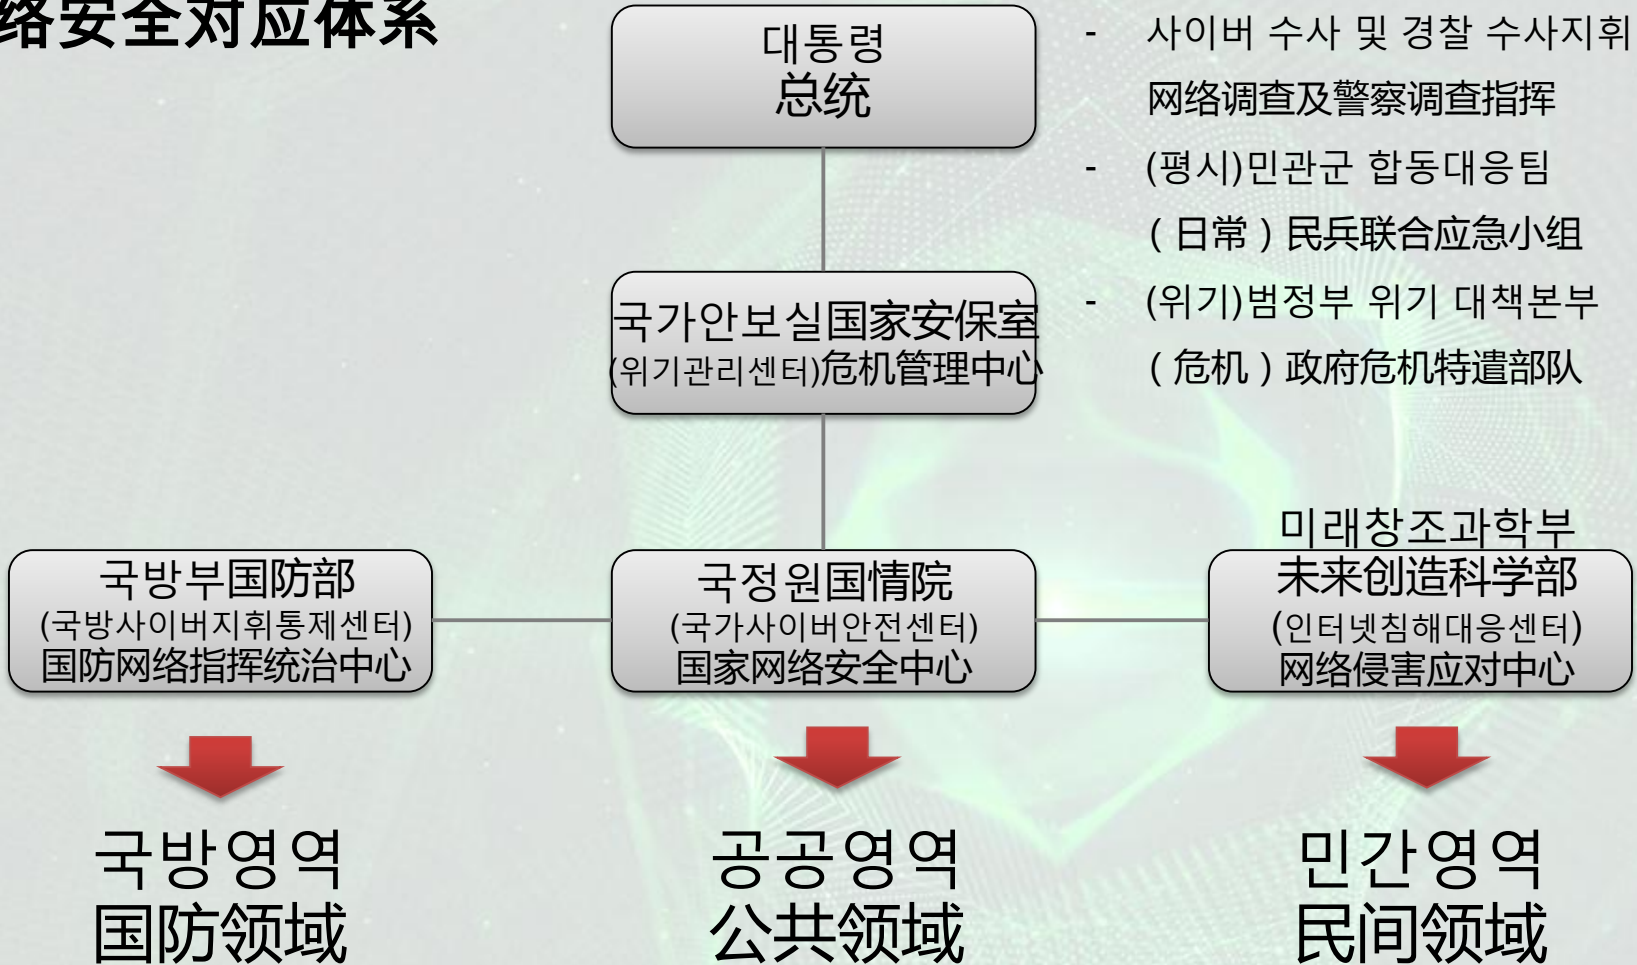 络安全对应体系
대통령
总统
- 사이버 수사 및 경찰 수사지휘
网络调查及警察调查指挥
- (평시)민관군 합동대응팀
（日常）民兵联合应急小组
- (위기)범정부 위기 대책본부
（危机）政府危机特遣部队
국가안보실国家安保室
(위기관리센터)危机管理中心
국방부国防部
(국방사이버지휘통제센터)
国防网络指挥统治中心
국정원国情院
(국가사이버안전센터)
国家网络安全中心
미래창조과학부
未来创造科学部
(인터넷침해대응센터)
网络侵害应对中心
국방영역
国防领域
공공영역
公共领域
민간영역
民间领域